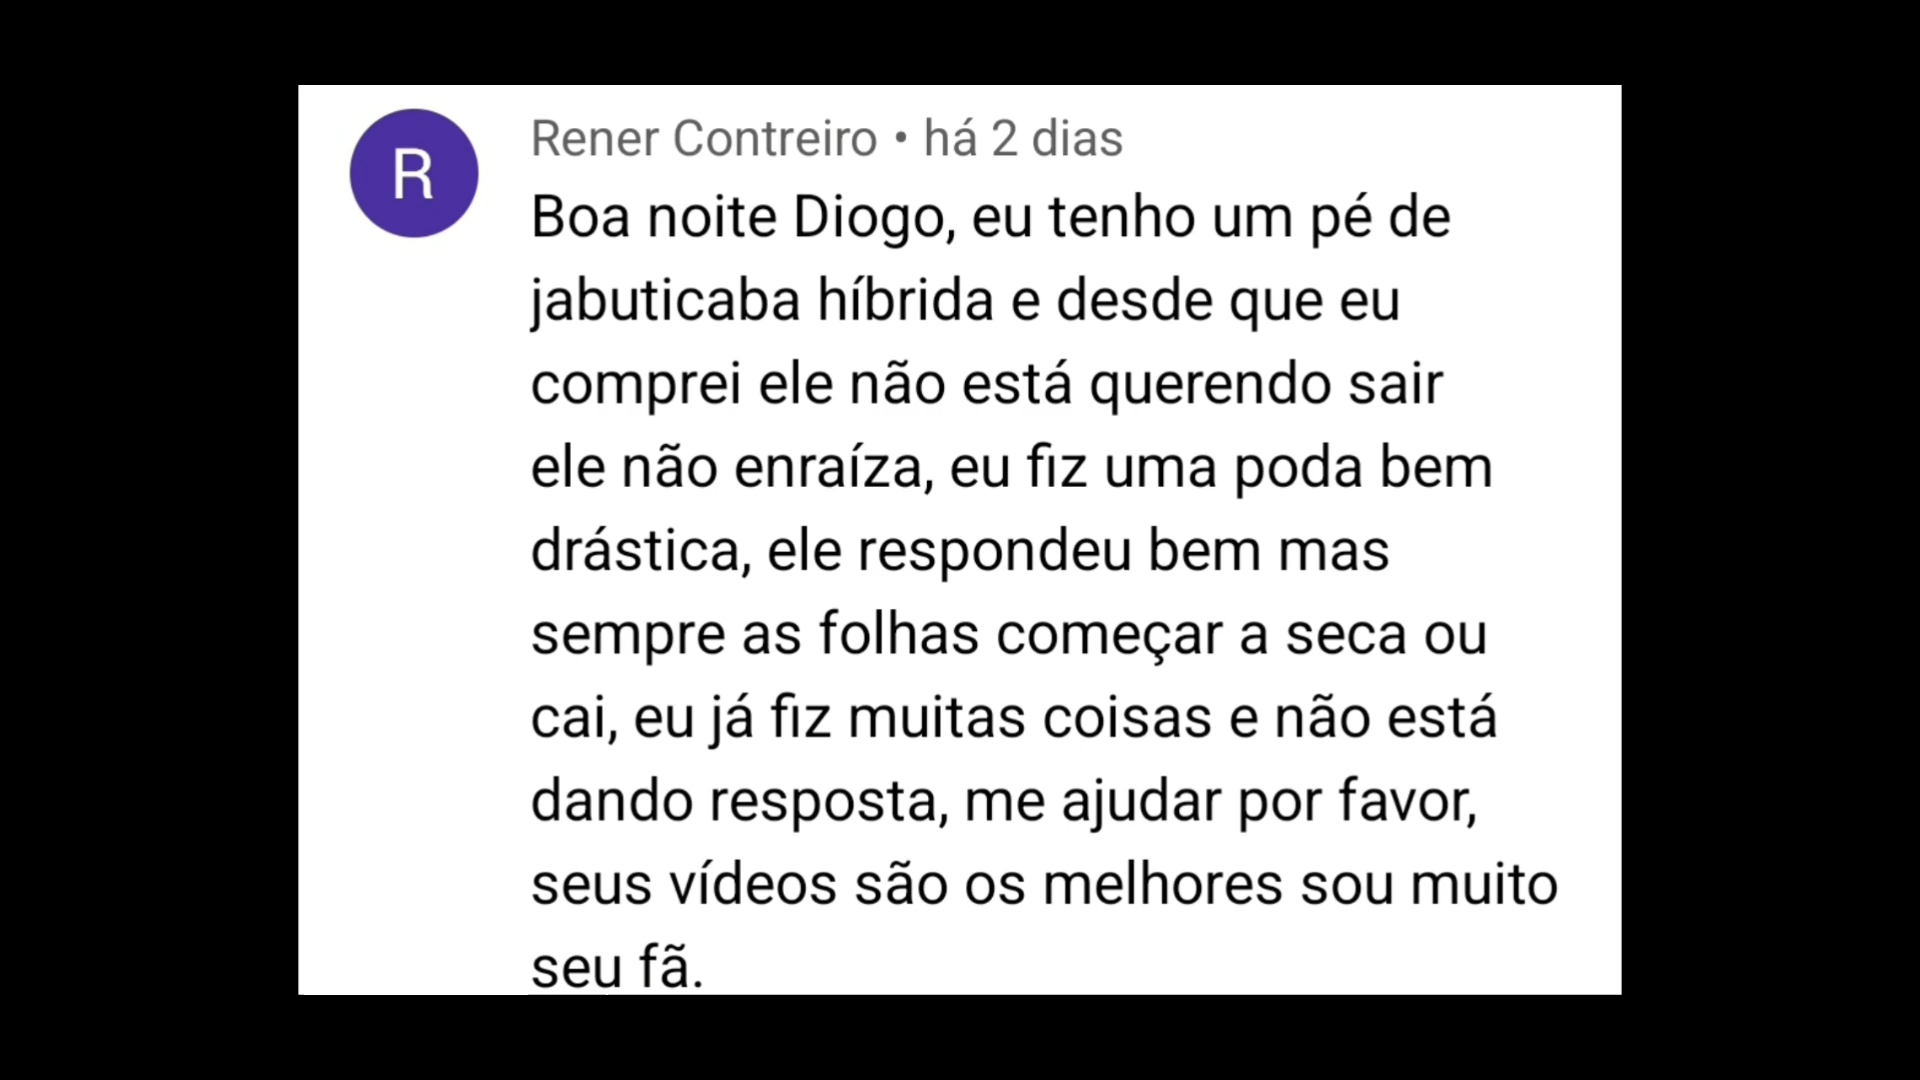 R
Rener Contreiro • há 2 dias
Boa noite Diogo, eu tenho um pé de
jabuticaba híbrida e desde que eu
comprei ele não está querendo sair
ele não enraíza, eu fiz uma poda bem
drástica, ele respondeu bem mas
sempre as folhas começar a seca ou
cai, eu já fiz muitas coisas e não está
dando resposta, me ajudar por favor,
seus vídeos são os melhores sou muito
seu fã.